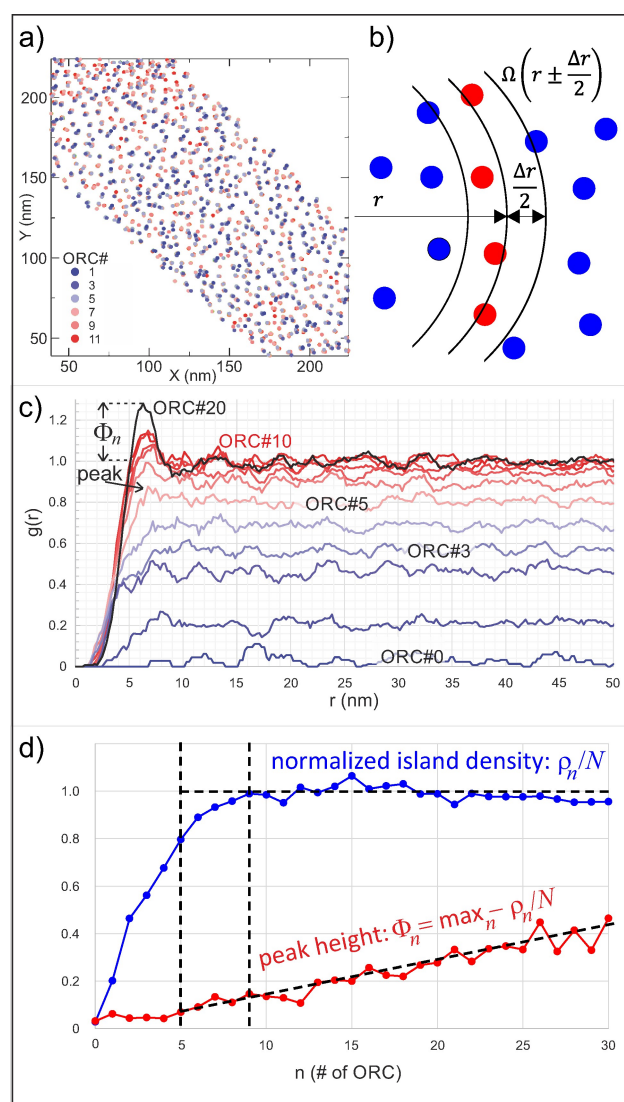 a)
200
150
100
50
Y (nm)
ORC#
1
3
5
7
9
11
50
100
150
200
X (nm)
b)
Ω(r ± Δr/2)
r
Δr/2
c)
1.2
1.0
0.8
0.6
0.4
0.2
0
g(r)
Φn
peak
ORC#20
ORC#10
ORC#5
ORC#3
ORC#0
0
5
10
15
20
25
30
35
40
45
50
r (nm)
d)
normalized island density: ρn/N
1.0
0.8
0.6
0.4
0.2
0
peak height: Φn = maxn – ρn/N
0
5
10
15
20
25
30
n (# of ORC)